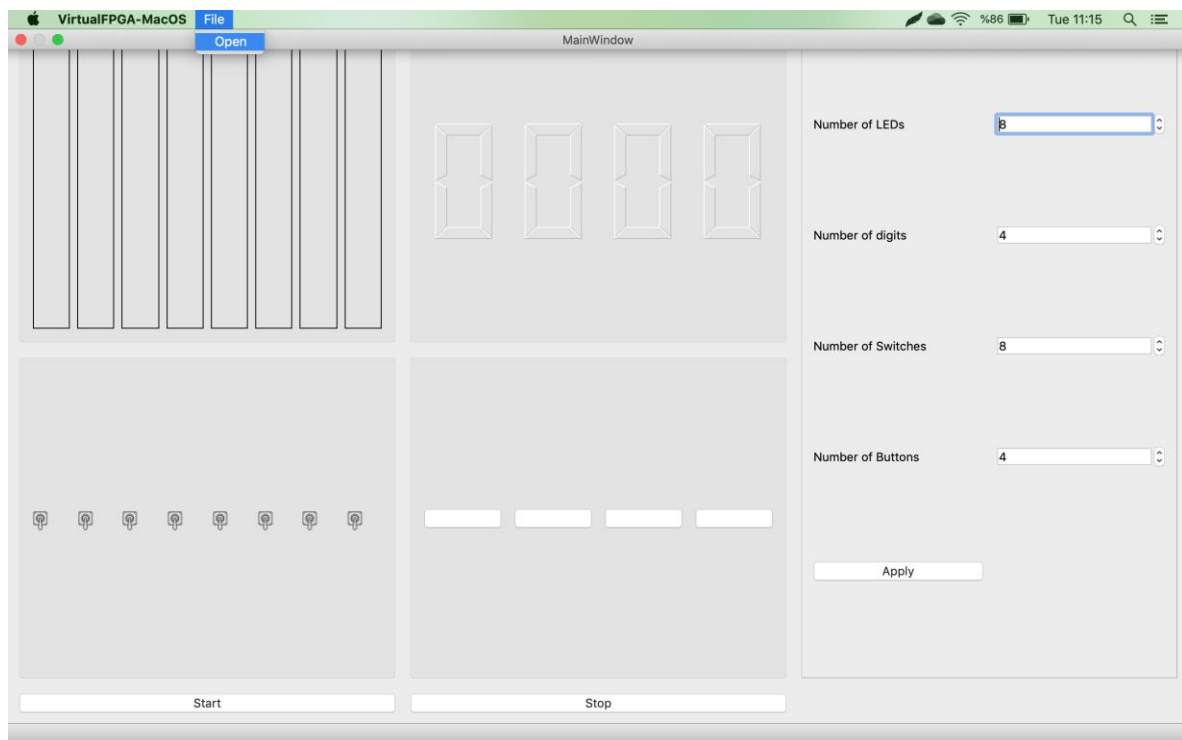 VirtualFPGA-MacOS File %86 Tue 11:15
Open MainWindow
Number of LEDs 8
Number of digits 4
Number of Switches 8
Number of Buttons 4
Apply
Start Stop